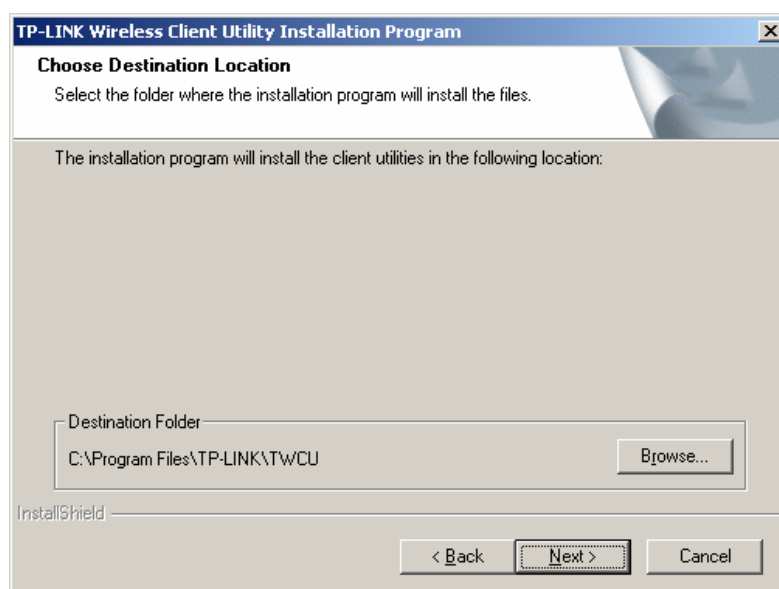 TP-LINK Wireless Client Utility Installation Program
Choose Destination Location
Select the folder where the installation program will install the files.
The installation program will install the client utilities in the following location:
Destination Folder
C:\Program Files\TP-LINK\TWCU
Browse...
InstallShield
< Back
Next >
Cancel